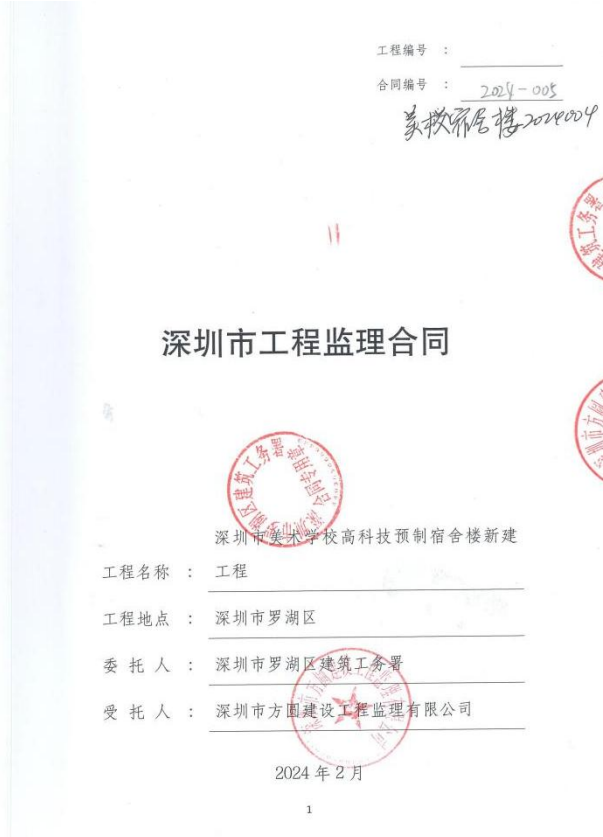 工程编号 ：
合同编号 ： 2024-005
美校宿舍楼2024004
深圳市工程监理合同
深圳市美术学校高科技预制宿舍楼新建
工程名称 ： 工程
工程地点 ： 深圳市罗湖区
委托人 ： 深圳市罗湖区建筑工务署
受托人 ： 深圳市方圆建设工程监理有限公司
2024年2月
1